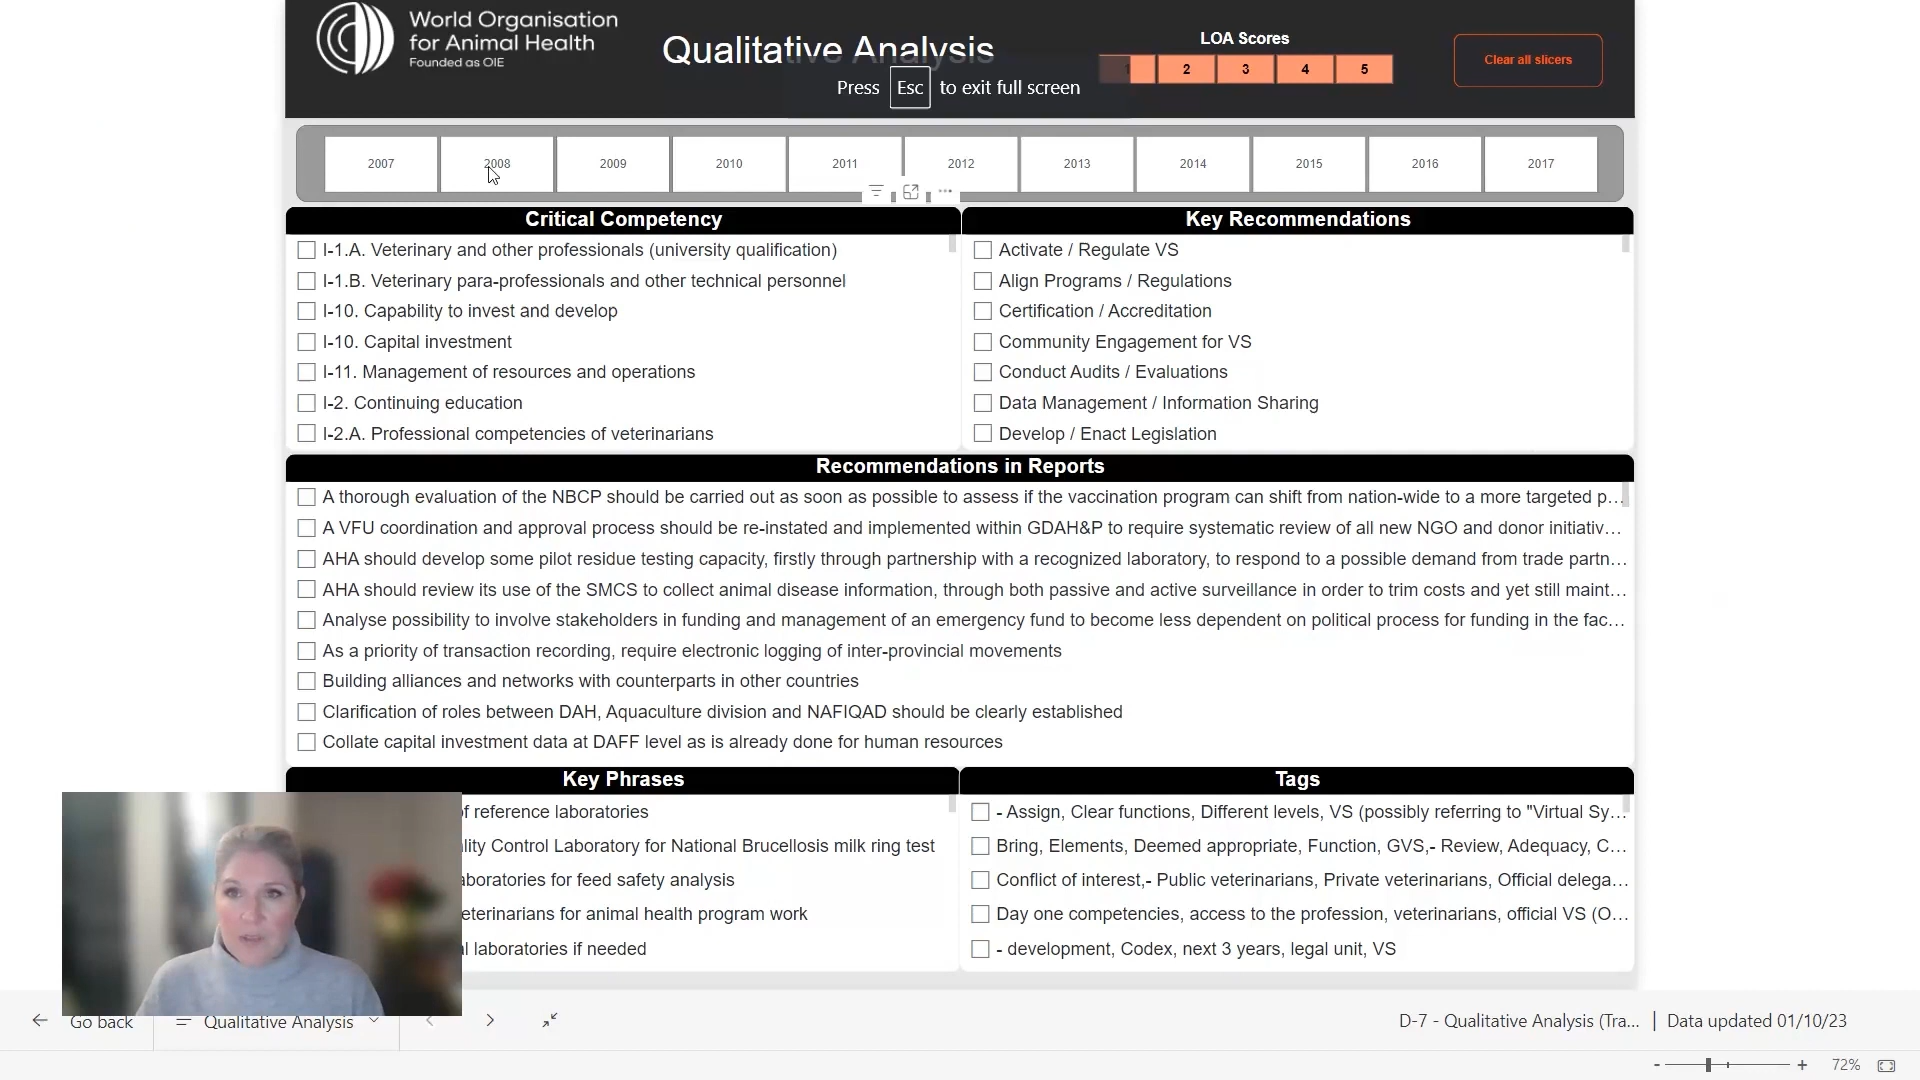 World Organisation
for Animal Health
Founded as OIE
Qualitative Analysis
Press Esc to exit full screen
LOA Scores
1 2 3 4 5
Clear all slicers
2007 2008 2009 2010 2011 2012 2013 2014 2015 2016 2017
Critical Competency
I-1.A. Veterinary and other professionals (university qualification)
I-1.B. Veterinary para-professionals and other technical personnel
I-10. Capability to invest and develop
I-10. Capital investment
I-11. Management of resources and operations
I-2. Continuing education
I-2.A. Professional competencies of veterinarians
Key Recommendations
Activate / Regulate VS
Align Programs / Regulations
Certification / Accreditation
Community Engagement for VS
Conduct Audits / Evaluations
Data Management / Information Sharing
Develop / Enact Legislation
Recommendations in Reports
A thorough evaluation of the NBCP should be carried out as soon as possible to assess if the vaccination program can shift from nation-wide to a more targeted p...
A VFU coordination and approval process should be re-instated and implemented within GDAH&P to require systematic review of all new NGO and donor initiativ...
AHA should develop some pilot residue testing capacity, firstly through partnership with a recognized laboratory, to respond to a possible demand from trade partn...
AHA should review its use of the SMCS to collect animal disease information, through both passive and active surveillance in order to trim costs and yet still maint...
Analyse possibility to involve stakeholders in funding and management of an emergency fund to become less dependent on political process for funding in the fac...
As a priority of transaction recording, require electronic logging of inter-provincial movements
Building alliances and networks with counterparts in other countries
Clarification of roles between DAH, Aquaculture division and NAFIQAD should be clearly established
Collate capital investment data at DAFF level as is already done for human resources
Key Phrases
of reference laboratories
lity Control Laboratory for National Brucellosis milk ring test
aboratories for feed safety analysis
eterinarians for animal health program work
l laboratories if needed
Tags
- Assign, Clear functions, Different levels, VS (possibly referring to "Virtual Sy...
Bring, Elements, Deemed appropriate, Function, GVS,- Review, Adequacy, C...
Conflict of interest,- Public veterinarians, Private veterinarians, Official delega...
Day one competencies, access to the profession, veterinarians, official VS (O...
- development, Codex, next 3 years, legal unit, VS
Go back
Qualitative Analysis
D-7 - Qualitative Analysis (Tra... | Data updated 01/10/23
- + 72%